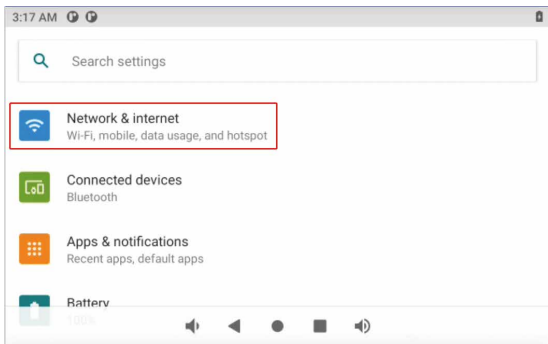 3:17 AM
Search settings
Network & internet
Wi-Fi, mobile, data usage, and hotspot
Connected devices
Bluetooth
Apps & notifications
Recent apps, default apps
Battery
100%